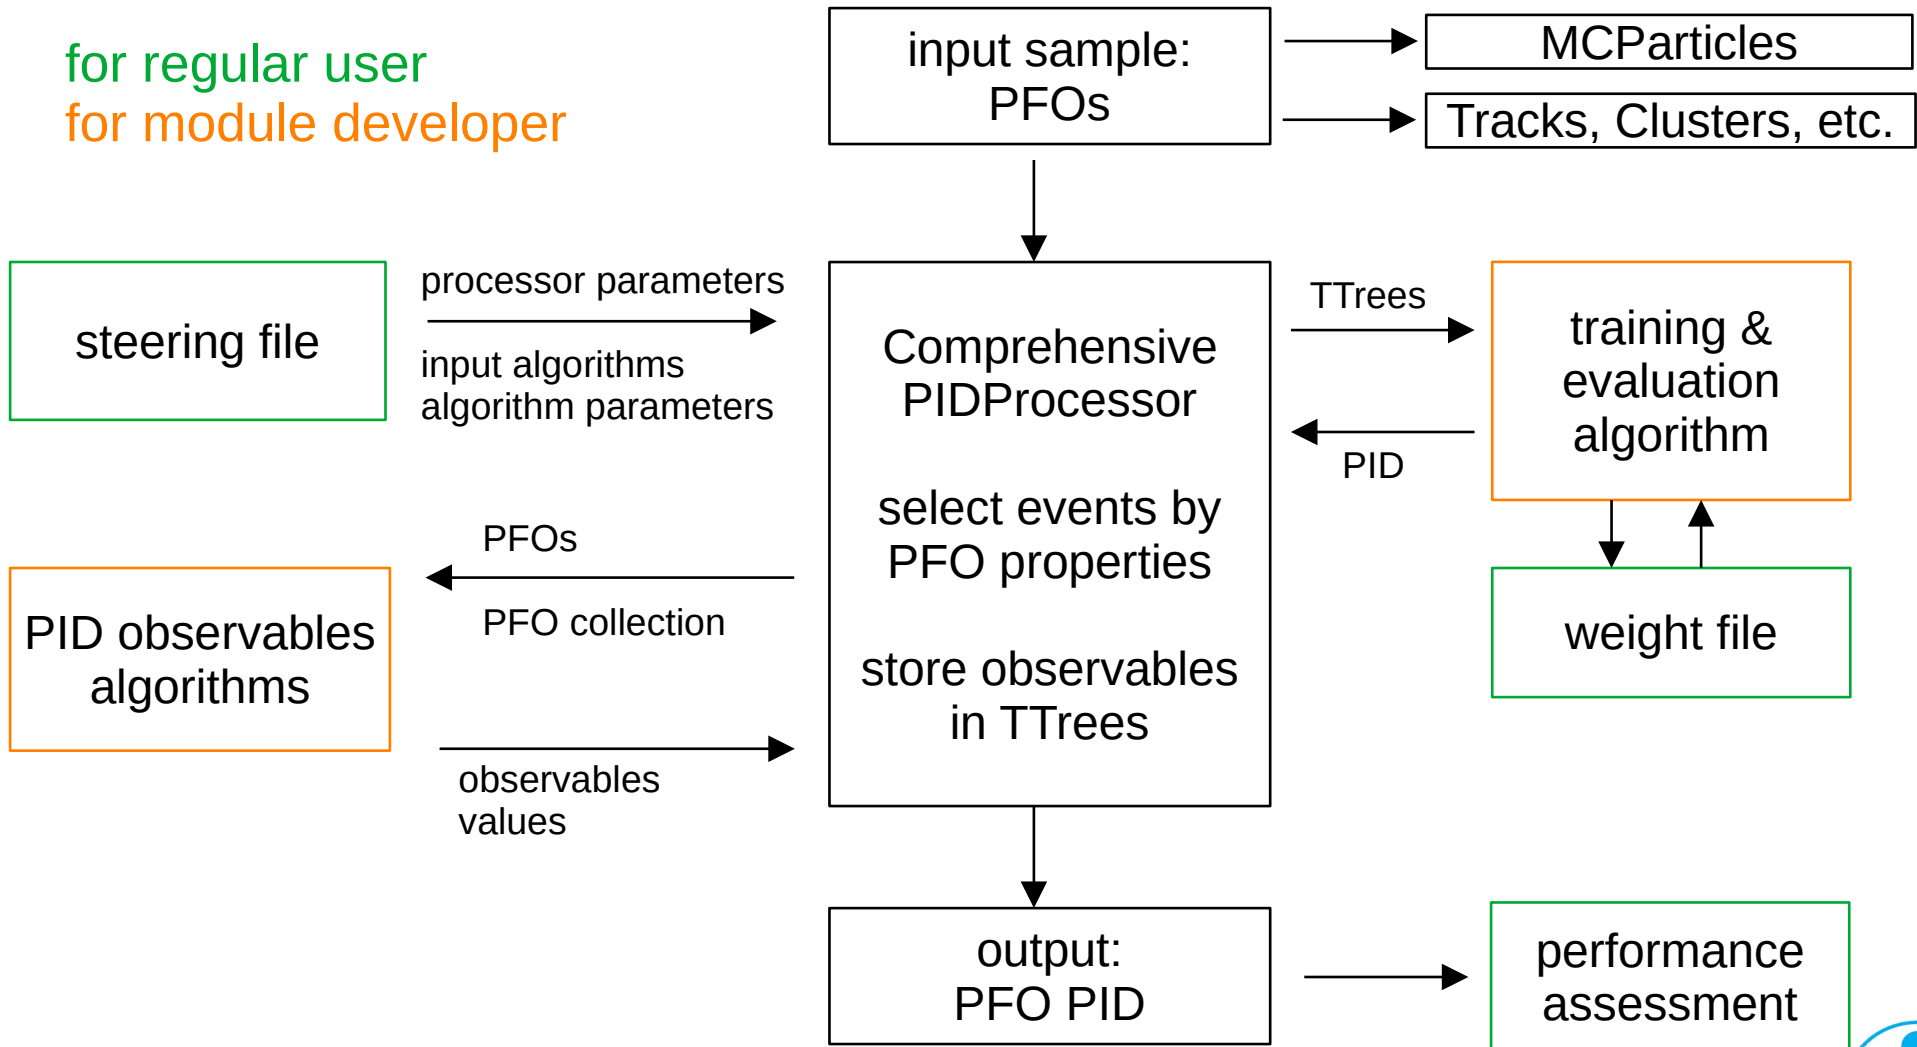 for regular user
for module developer
input sample:
PFOs
MCParticles
Tracks, Clusters, etc.
steering file
processor parameters
input algorithms
algorithm parameters
Comprehensive
PIDProcessor
select events by
PFO properties
store observables
in TTrees
TTrees
PID
training &
evaluation
algorithm
weight file
PFOs
PFO collection
PID observables
algorithms
observables
values
output:
PFO PID
performance
assessment